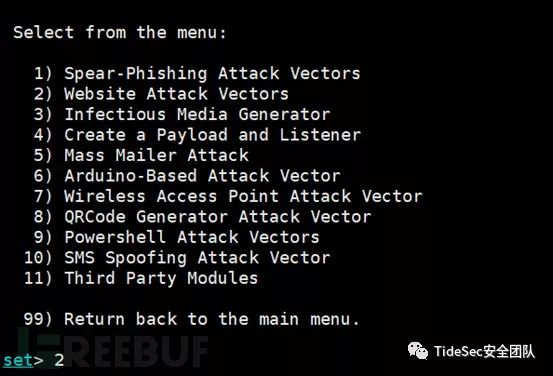 Select from the menu:
1) Spear-Phishing Attack Vectors
2) Website Attack Vectors
3) Infectious Media Generator
4) Create a Payload and Listener
5) Mass Mailer Attack
6) Arduino-Based Attack Vector
7) Wireless Access Point Attack Vector
8) QRCode Generator Attack Vector
9) Powershell Attack Vectors
10) SMS Spoofing Attack Vector
11) Third Party Modules
99) Return back to the main menu.
FREEBUF
set> 2
TideSec安全团队